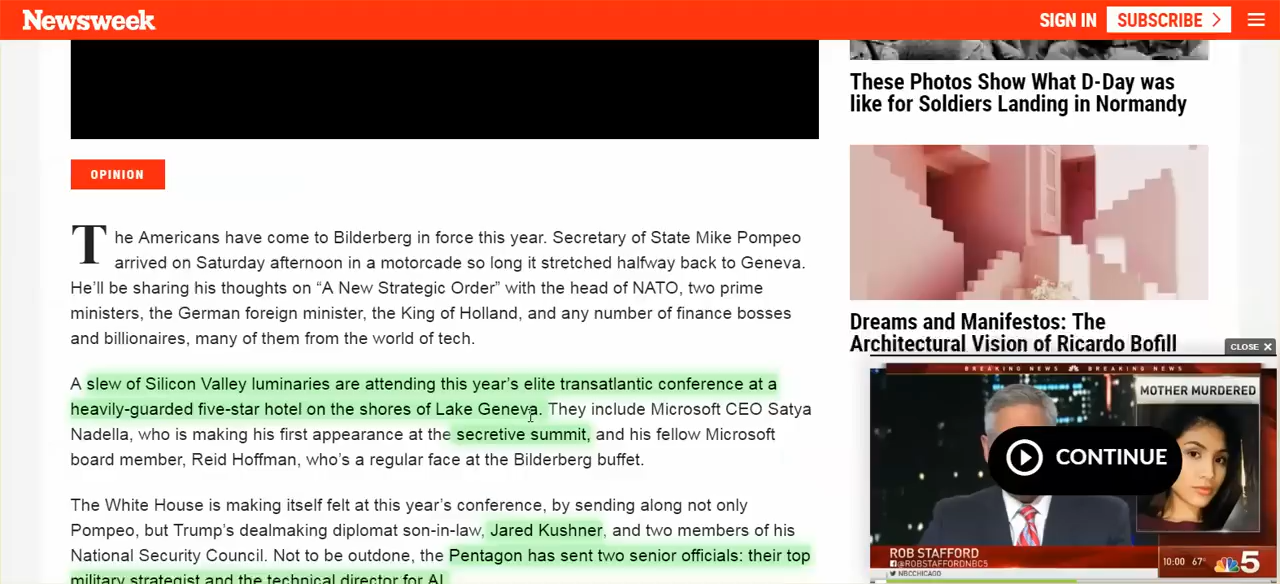 Newsweek
SIGN IN
SUBSCRIBE
OPINION
The Americans have come to Bilderberg in force this year. Secretary of State Mike Pompeo
arrived on Saturday afternoon in a motorcade so long it stretched halfway back to Geneva.
He'll be sharing his thoughts on “A New Strategic Order” with the head of NATO, two prime
ministers, the German foreign minister, the King of Holland, and any number of finance bosses
and billionaires, many of them from the world of tech.
A slew of Silicon Valley luminaries are attending this year's elite transatlantic conference at a
heavily-guarded five-star hotel on the shores of Lake Geneva. They include Microsoft CEO Satya
Nadella, who is making his first appearance at the secretive summit, and his fellow Microsoft
board member, Reid Hoffman, who's a regular face at the Bilderberg buffet.
The White House is making itself felt at this year's conference, by sending along not only
Pompeo, but Trump's dealmaking diplomat son-in-law, Jared Kushner, and two members of his
National Security Council. Not to be outdone, the Pentagon has sent two senior officials: their top
military strategist and the technical director for AI.
These Photos Show What D-Day was
like for Soldiers Landing in Normandy
Dreams and Manifestos: The
Architectural Vision of Ricardo Bofill
CLOSE X
BREAKING NEWS BREAKING NEWS
MOTHER MURDERED
CONTINUE
ROB STAFFORD
@ROBSTAFFORDNBC5
NBCCHICAGO
10:00 67°
5